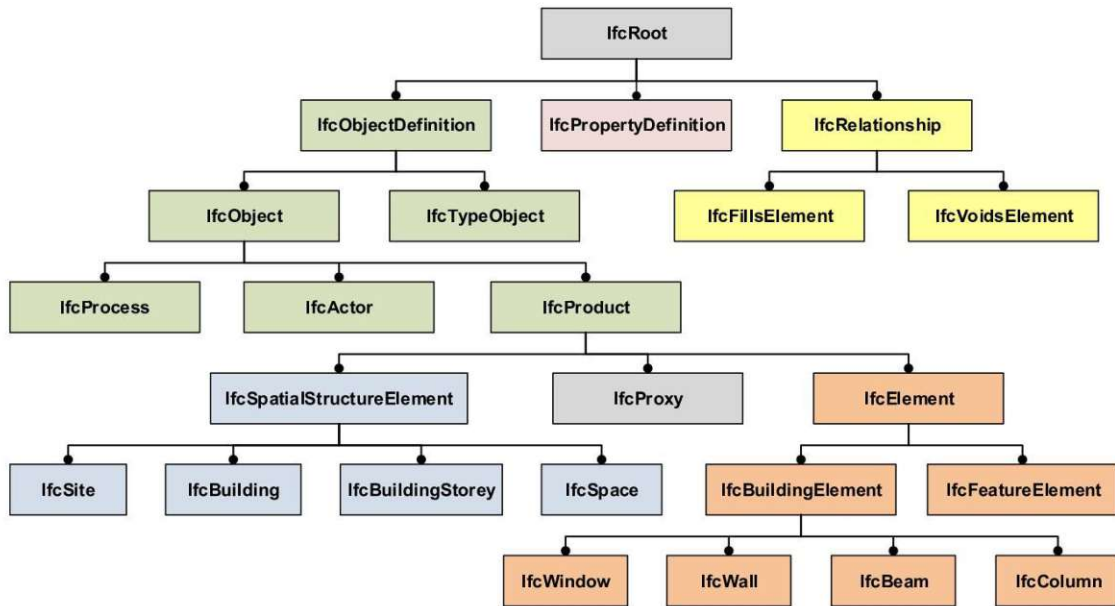 IfcRoot
IfcObjectDefinition
IfcPropertyDefinition
IfcRelationship
IfcObject
IfcTypeObject
IfcFillsElement
IfcVoidsElement
IfcProcess
IfcActor
IfcProduct
IfcSpatialStructureElement
IfcProxy
IfcElement
IfcSite
IfcBuilding
IfcBuildingStorey
IfcSpace
IfcBuildingElement
IfcFeatureElement
IfcWindow
IfcWall
IfcBeam
IfcColumn